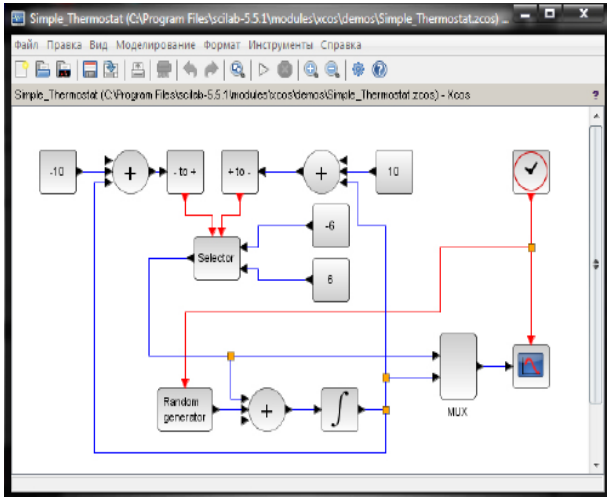 Simple_Thermostat (C:\Program Files\scilab-5.5.1\modules\xcos\demos\Simple_Thermostat.zcos) - ...
Файл Правка Вид Моделирование Формат Инструменты Справка
Simple_Thermostat (C:\Program Files\scilab-5.5.1\modules\xcos\demos\Simple_Thermostat.zcos) - Xcos
?
-10
+
- to +
+ to -
+
10
-6
Selector
6
Random
generator
+
∫
MUX